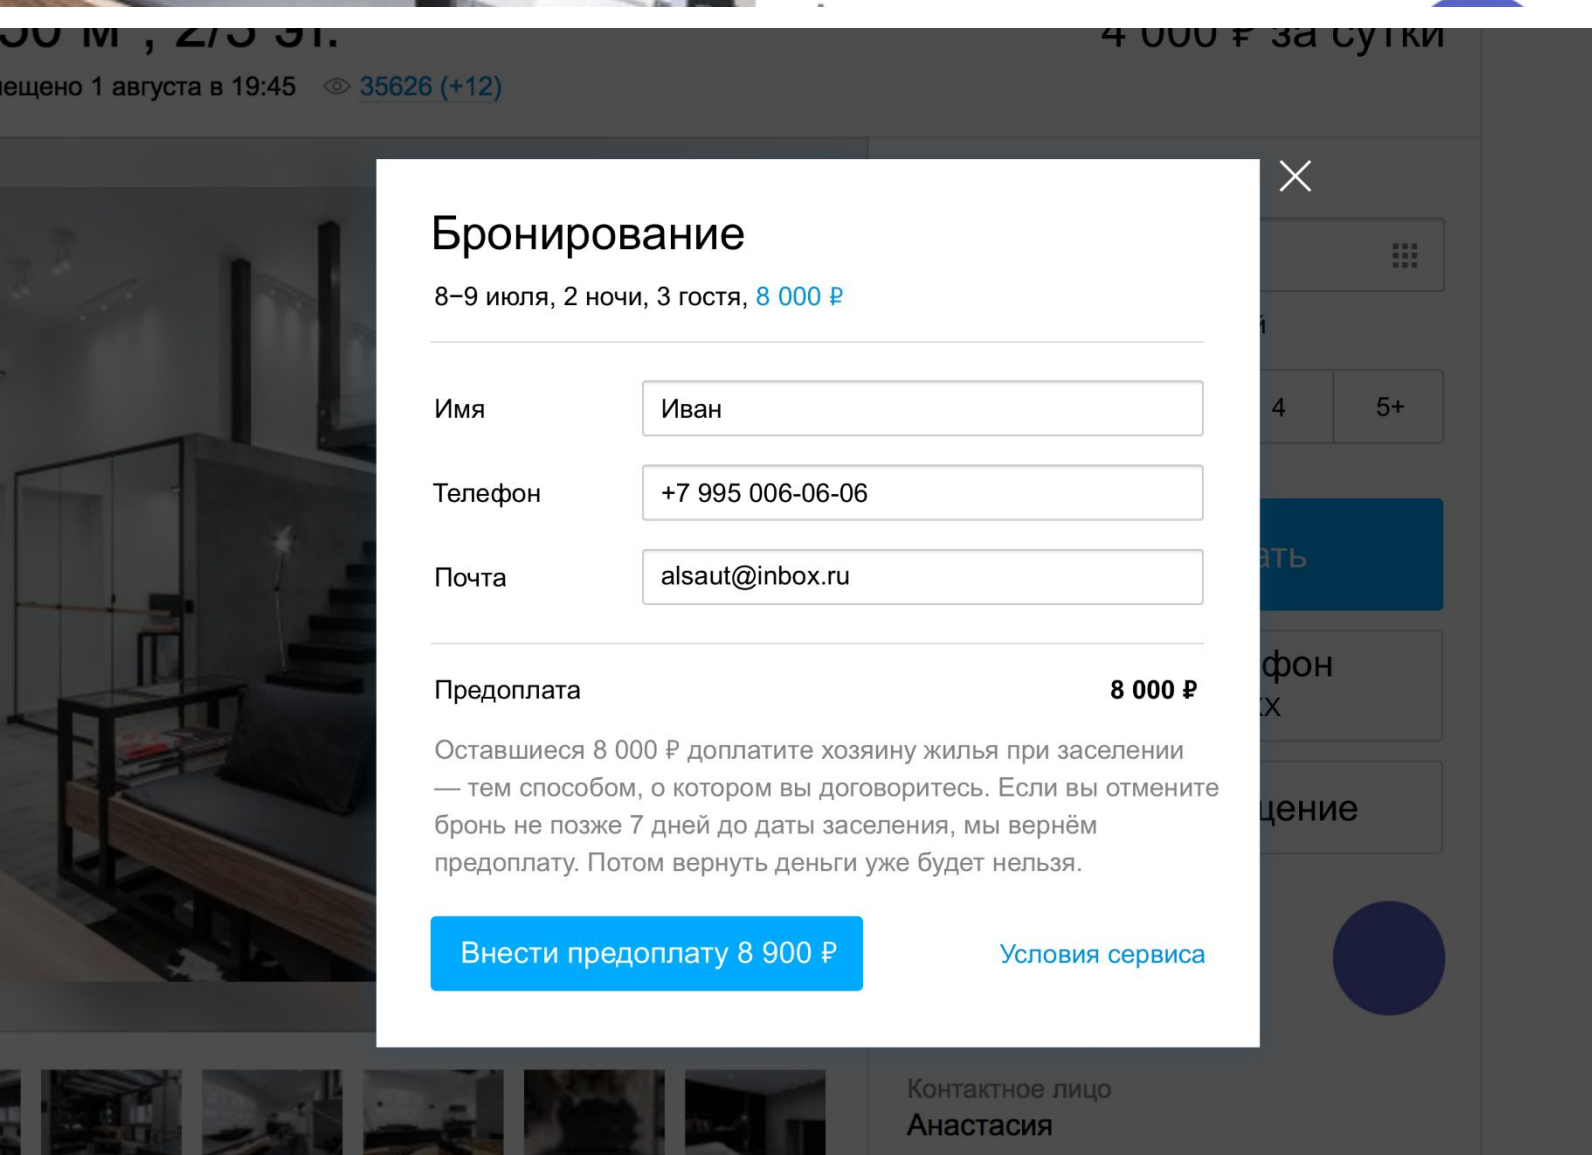 4 000 ₽ за сутки
1 августа в 19:45 35626 (+12)
Бронирование
8–9 июля, 2 ночи, 3 гостя, 8 000 ₽
Имя Иван
4 5+
Телефон +7 995 006-06-06
Почта alsaut@inbox.ru
Предоплата 8 000 ₽
Оставшиеся 8 000 ₽ доплатите хозяину жилья при заселении
— тем способом, о котором вы договоритесь. Если вы отмените
бронь не позже 7 дней до даты заселения, мы вернём
предоплату. Потом вернуть деньги уже будет нельзя.
Внести предоплату 8 900 ₽
Условия сервиса
Контактное лицо
Анастасия